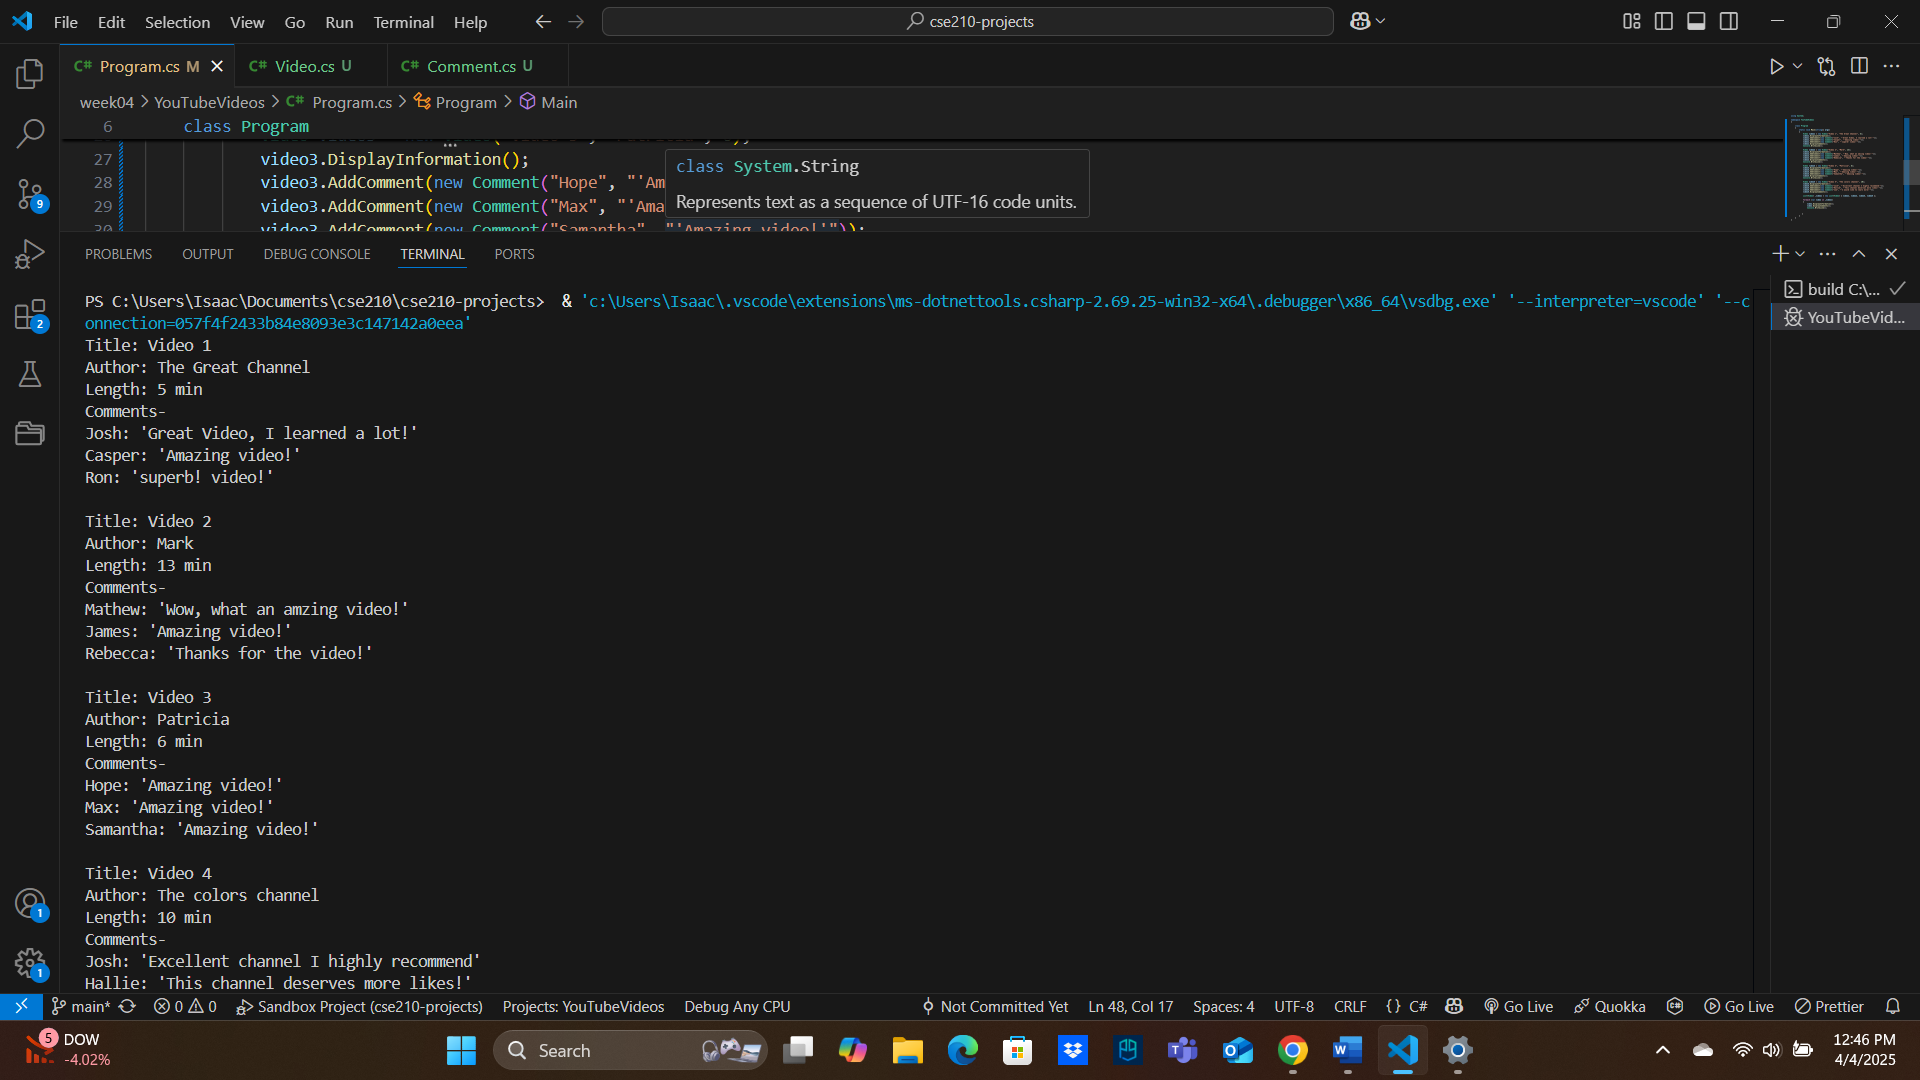 File Edit Selection View Go Run Terminal Help
cse210-projects
C# Program.cs M
C# Video.cs U
C# Comment.cs U
week04 > YouTubeVideos > C# Program.cs > Program > Main
6 class Program
27 video3.DisplayInformation();
28 video3.AddComment(new Comment("Hope", "'Am
29 video3.AddComment(new Comment("Max", "'Ama
30 video3.AddComment(new Comment("Samantha", "'Amazing video!'"));
class System.String
Represents text as a sequence of UTF-16 code units.
PROBLEMS OUTPUT DEBUG CONSOLE TERMINAL PORTS
build C:\...
YouTubeVid...
PS C:\Users\Isaac\Documents\cse210\cse210-projects>  & 'c:\Users\Isaac\.vscode\extensions\ms-dotnettools.csharp-2.69.25-win32-x64\.debugger\x86_64\vsdbg.exe' '--interpreter=vscode' '--c
onnection=057f4f2433b84e8093e3c147142a0eea'
Title: Video 1
Author: The Great Channel
Length: 5 min
Comments-
Josh: 'Great Video, I learned a lot!'
Casper: 'Amazing video!'
Ron: 'superb! video!'
Title: Video 2
Author: Mark
Length: 13 min
Comments-
Mathew: 'Wow, what an amzing video!'
James: 'Amazing video!'
Rebecca: 'Thanks for the video!'
Title: Video 3
Author: Patricia
Length: 6 min
Comments-
Hope: 'Amazing video!'
Max: 'Amazing video!'
Samantha: 'Amazing video!'
Title: Video 4
Author: The colors channel
Length: 10 min
Comments-
Josh: 'Excellent channel I highly recommend'
Hallie: 'This channel deserves more likes!'
9
2
1
1
main* 0 0 Sandbox Project (cse210-projects) Projects: YouTubeVideos Debug Any CPU Not Committed Yet Ln 48, Col 17 Spaces: 4 UTF-8 CRLF {} C# Go Live Quokka Go Live Prettier
5 DOW
-4.02%
Search
12:46 PM
4/4/2025